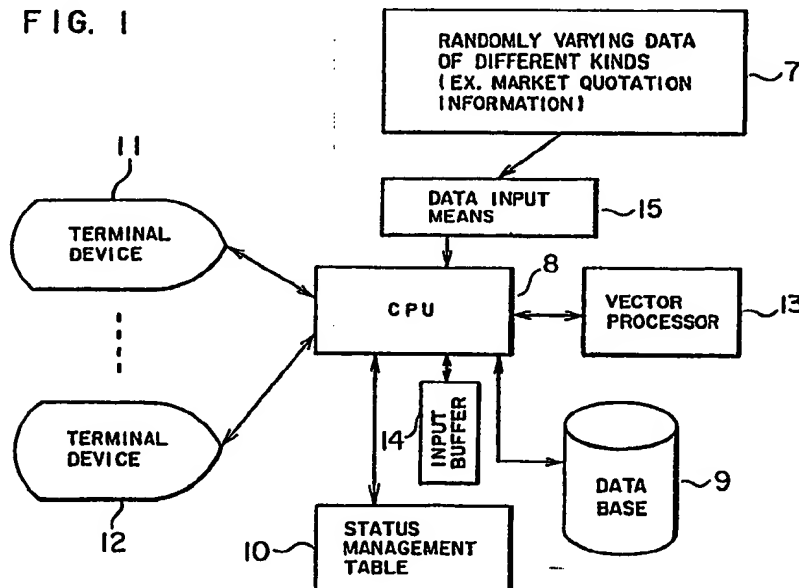 FIG. 1
RANDOMLY VARYING DATA
OF DIFFERENT KINDS
(EX. MARKET QUOTATION
INFORMATION)
7
11
DATA INPUT
MEANS
15
TERMINAL
DEVICE
8
CPU
VECTOR
PROCESSOR
13
14
INPUT
BUFFER
TERMINAL
DEVICE
12
DATA
BASE
9
10
STATUS
MANAGEMENT
TABLE